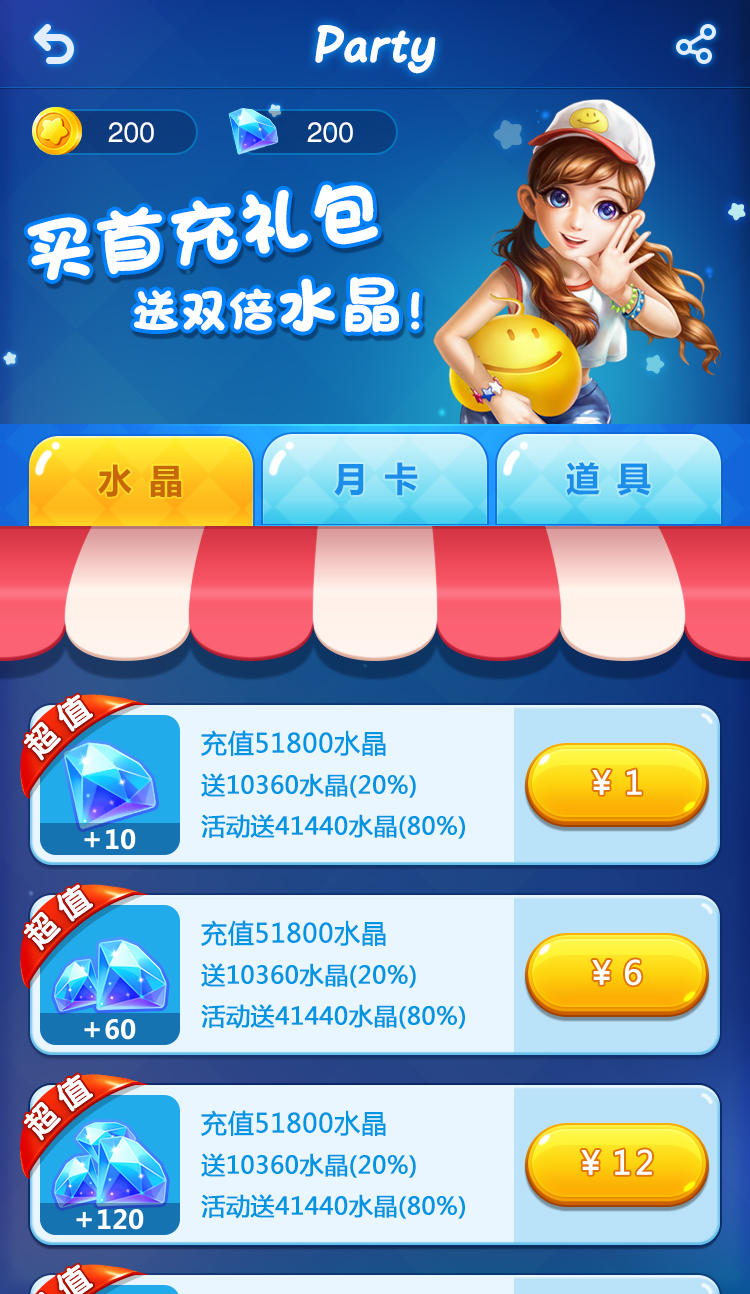 Party
200
200
买首充礼包
送双倍水晶!
水晶
月卡
道具
超值
充值51800水晶
送10360水晶(20%)
活动送41440水晶(80%)
+10
¥ 1
超值
充值51800水晶
送10360水晶(20%)
活动送41440水晶(80%)
+60
¥ 6
超值
充值51800水晶
送10360水晶(20%)
活动送41440水晶(80%)
+120
¥ 12
超值